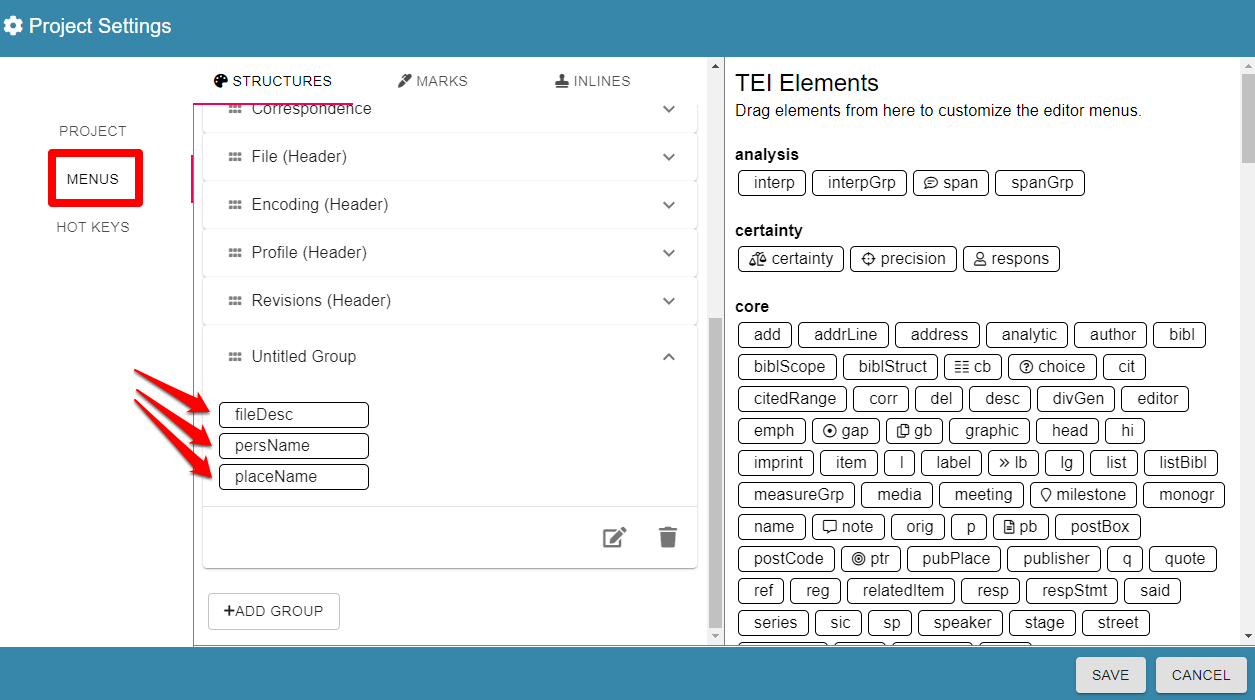 Project Settings
PROJECT
MENUS
HOT KEYS
STRUCTURES MARKS INLINES
Correspondence
File (Header)
Encoding (Header)
Profile (Header)
Revisions (Header)
Untitled Group
fileDesc
persName
placeName
+ADD GROUP
TEI Elements
Drag elements from here to customize the editor menus.
analysis
interp interpGrp span spanGrp
certainty
certainty precision respons
core
add addrLine address analytic author bibl
biblScope biblStruct cb choice cit
citedRange corr del desc divGen editor
emph gap gb graphic head hi
imprint item l label lb lg list listBibl
measureGrp media meeting milestone monogr
name note orig p pb postBox
postCode ptr pubPlace publisher q quote
ref reg relatedItem resp respStmt said
series sic sp speaker stage street
SAVE CANCEL